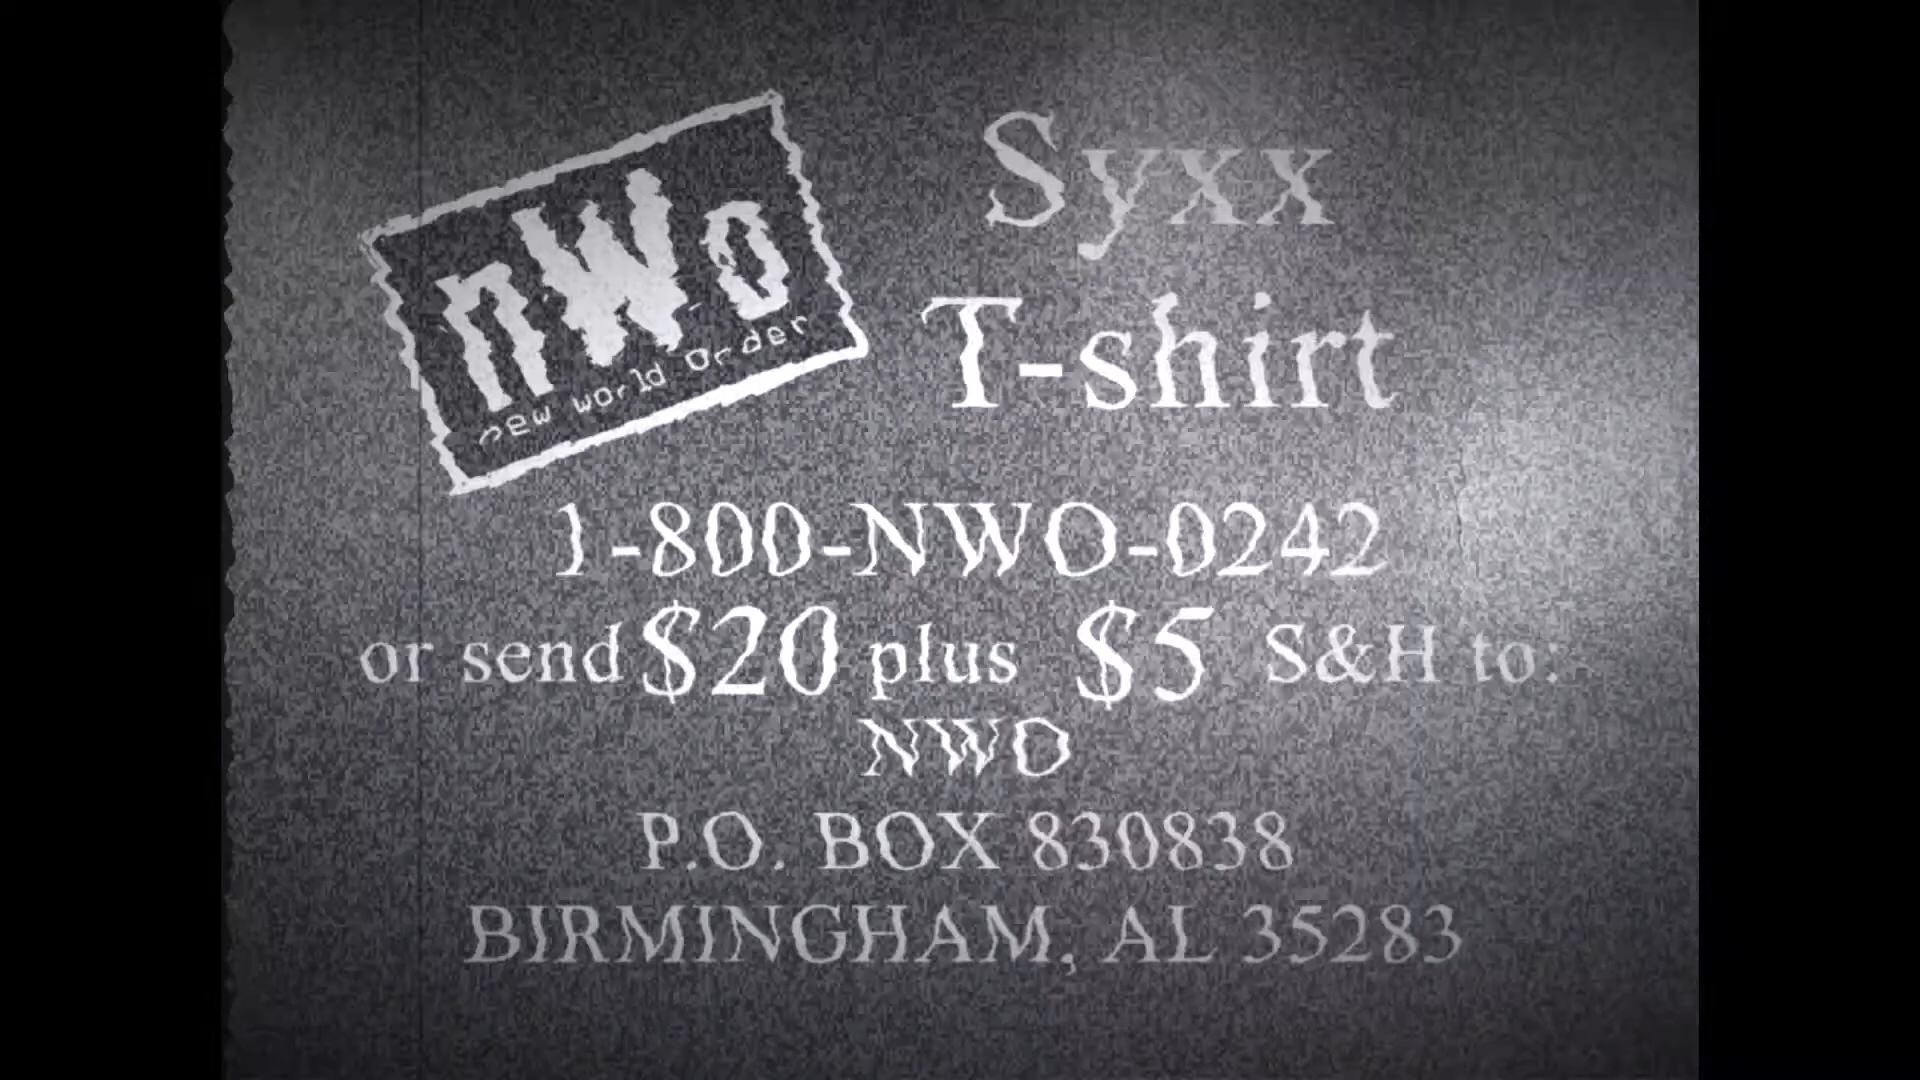 nWo
new world order
Syxx
T-shirt
1-800-NWO-0242
or send $20 plus $5 S&H to:
NWO
P.O. BOX 830838
BIRMINGHAM, AL 35283